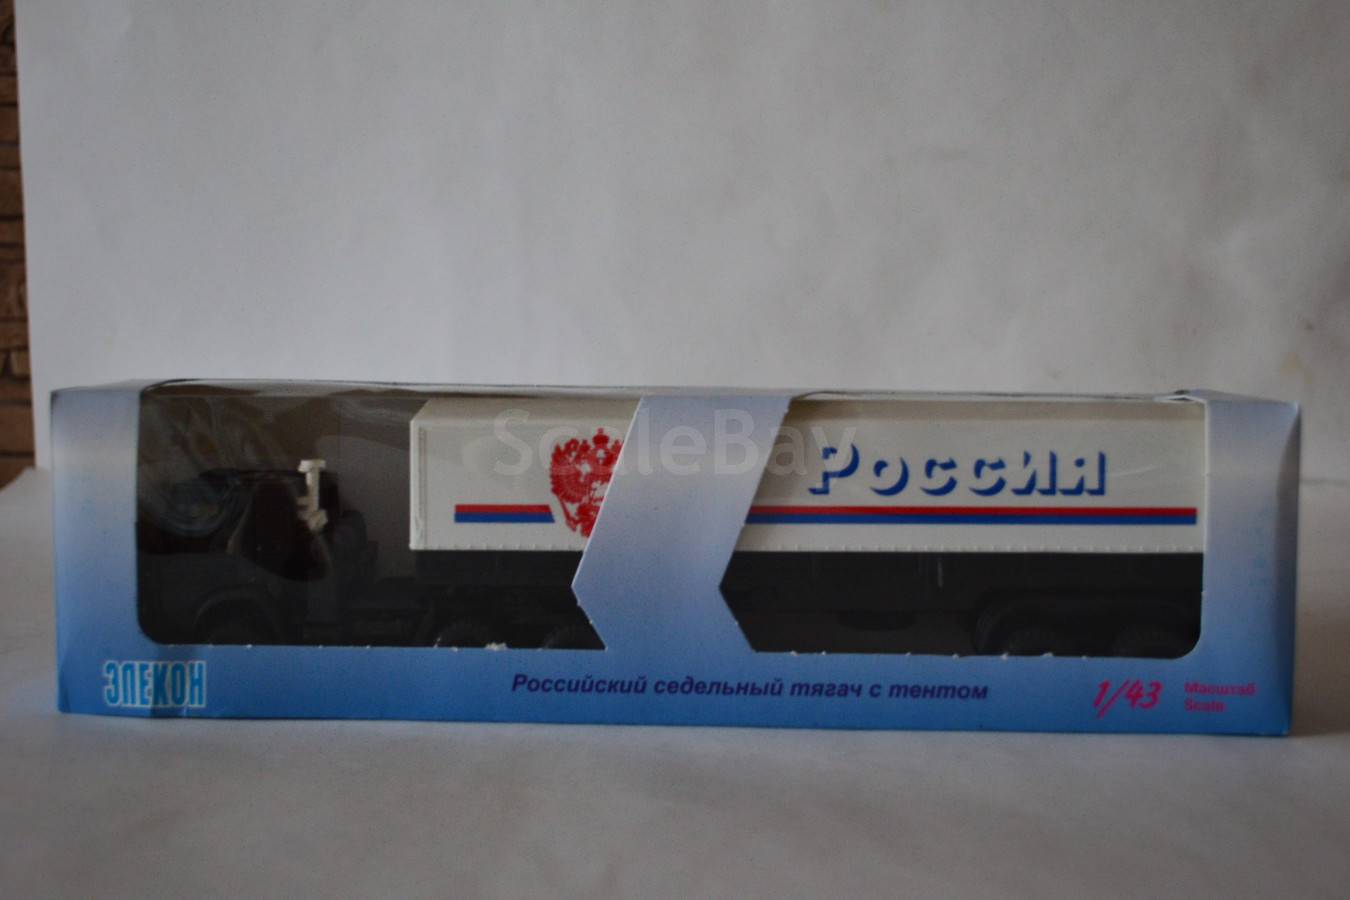 ScaleBay
Россия
ЭЛЕКОН
Российский седельный тягач с тентом
1/43
Масштаб
Scale